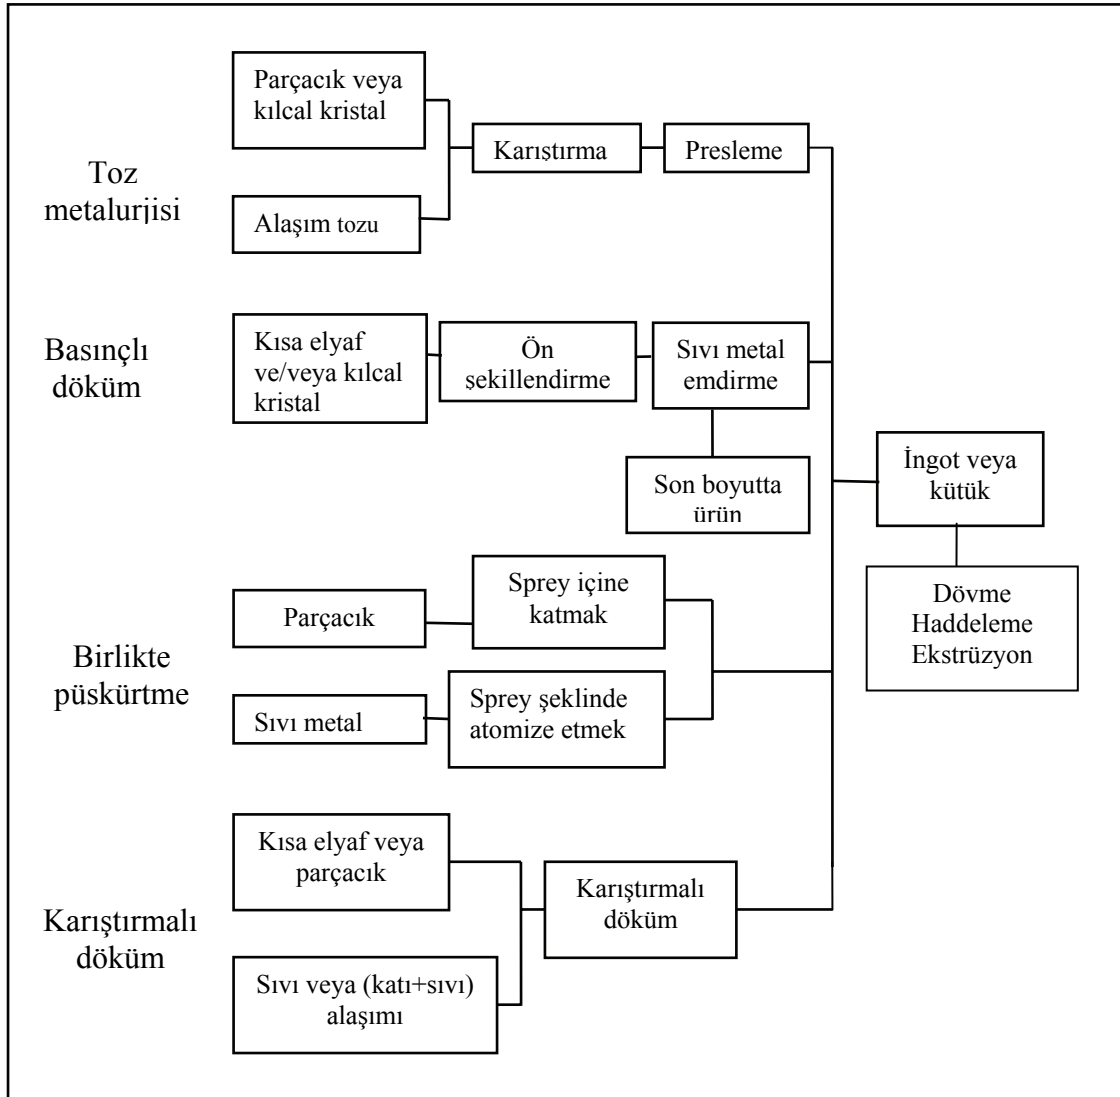 Parçacık veya
kılcal kristal
Toz
metalurjisi
Karıştırma
Presleme
Alaşım tozu
Basınçlı
döküm
Kısa elyaf
ve/veya kılcal
kristal
Ön
şekillendirme
Sıvı metal
emdirme
Son boyutta
ürün
İngot veya
kütük
Dövme
Haddeleme
Ekstrüzyon
Birlikte
püskürtme
Parçacık
Sprey içine
katmak
Sıvı metal
Sprey şeklinde
atomize etmek
Karıştırmalı
döküm
Kısa elyaf veya
parçacık
Sıvı veya (katı+sıvı)
alaşımı
Karıştırmalı
döküm